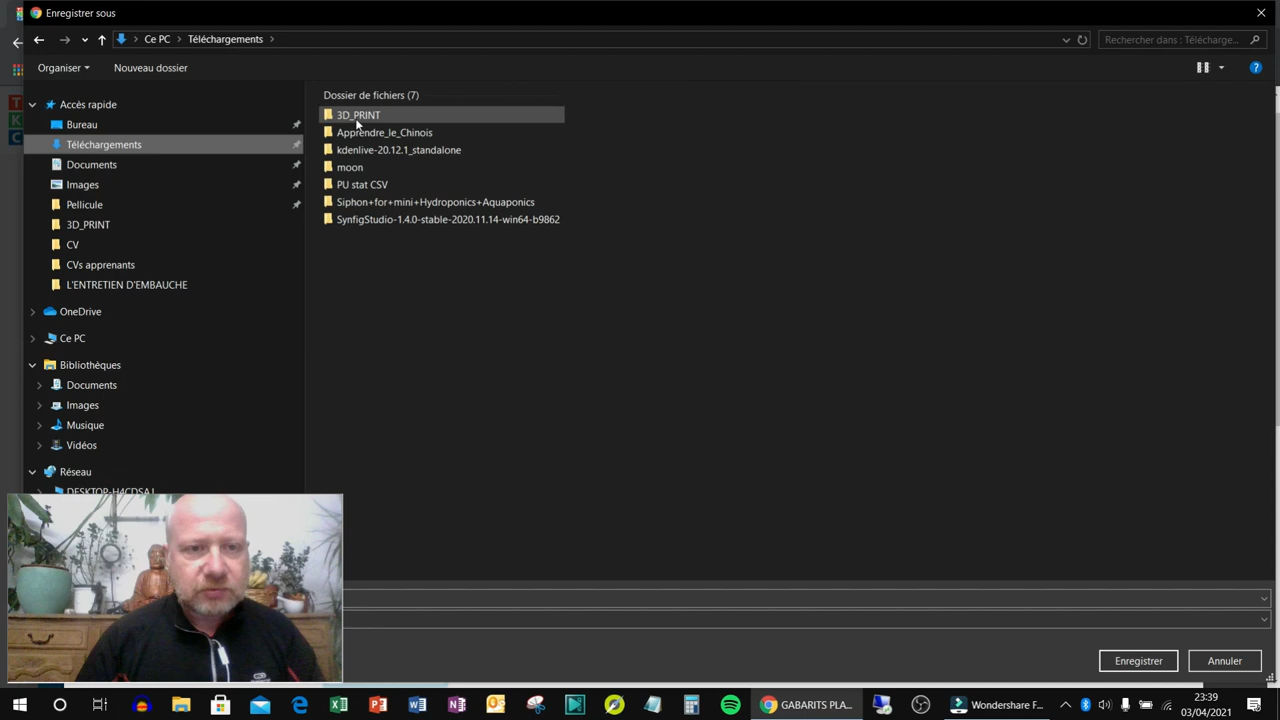 Enregistrer sous
Ce PC > Téléchargements >
Rechercher dans : Télécharge...
Organiser
Nouveau dossier
Accès rapide
Bureau
Téléchargements
Documents
Images
Pellicule
3D_PRINT
CV
CVs apprenants
L'ENTRETIEN D'EMBAUCHE
OneDrive
Ce PC
Bibliothèques
Documents
Images
Musique
Vidéos
Réseau
DESKTOP-H4CDSAJ
Dossier de fichiers (7)
3D_PRINT
Apprendre_le_Chinois
kdenlive-20.12.1_standalone
moon
PU stat CSV
Siphon+for+mini+Hydroponics+Aquaponics
SynfigStudio-1.4.0-stable-2020.11.14-win64-b9862
Enregistrer
Annuler
GABARITS PLA...
Wondershare F...
23:39
03/04/2021